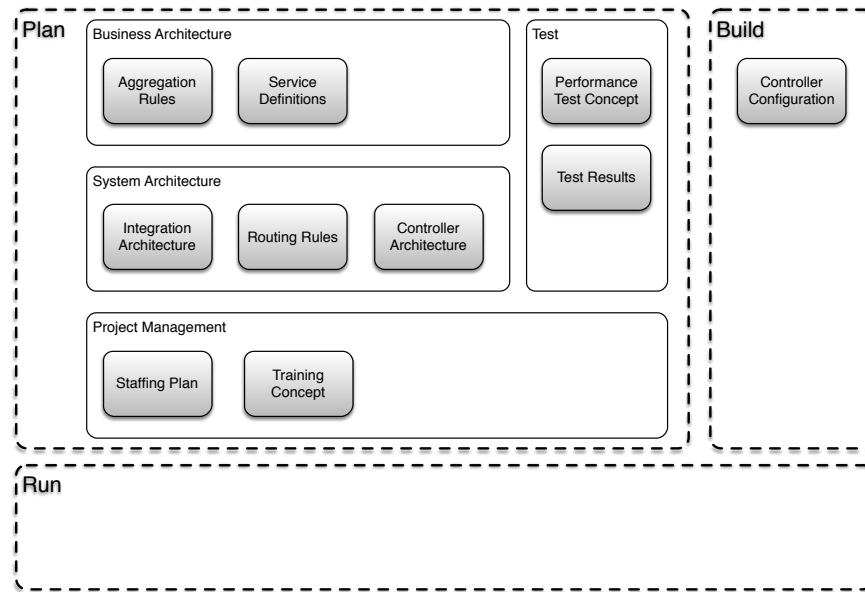 Plan
Business Architecture
Aggregation
Rules
Service
Definitions
System Architecture
Integration
Architecture
Routing Rules
Controller
Architecture
Project Management
Staffing Plan
Training
Concept
Test
Performance
Test Concept
Test Results
Build
Controller
Configuration
Run